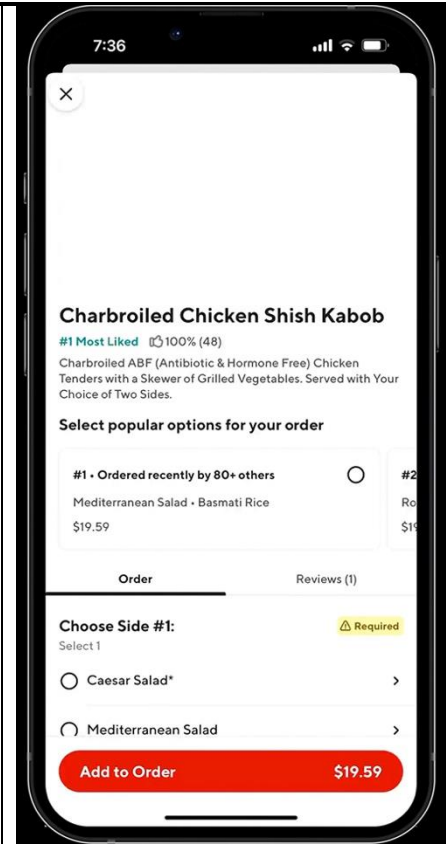 7:36
Charbroiled Chicken Shish Kabob
#1 Most Liked 100% (48)
Charbroiled ABF (Antibiotic & Hormone Free) Chicken
Tenders with a Skewer of Grilled Vegetables. Served with Your
Choice of Two Sides.
Select popular options for your order
#1 • Ordered recently by 80+ others
Mediterranean Salad • Basmati Rice
$19.59
#2
Ro
$19
Order
Reviews (1)
Choose Side #1:
Required
Select 1
Caesar Salad*
Mediterranean Salad
Add to Order
$19.59